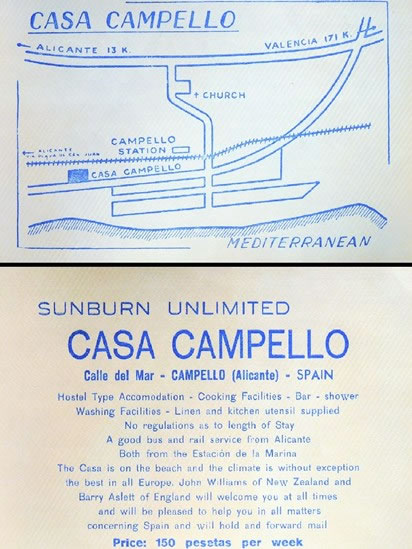 CASA CAMPELLO
ALICANTE 13 K.
VALENCIA 171 K.
CHURCH
CAMPELLO
STATION
ALICANTE
CASA CAMPELLO
MEDITERRANEAN
SUNBURN UNLIMITED
CASA CAMPELLO
Calle del Mar - CAMPELLO (Alicante) - SPAIN
Hostel Type Accomodation - Cooking Facilities - Bar - shower
Washing Facilities - Linen and kitchen utensil supplied
No regulations as to length of Stay
A good bus and rail service from Alicante
Both from the Estación de la Marina
The Casa is on the beach and the climate is without exception
the best in all Europe. John Williams of New Zealand and
Barry Aslett of England will welcome you at all times
and will be pleased to help you in all matters
concerning Spain and will hold and forward mail
Price: 150 pesetas per week